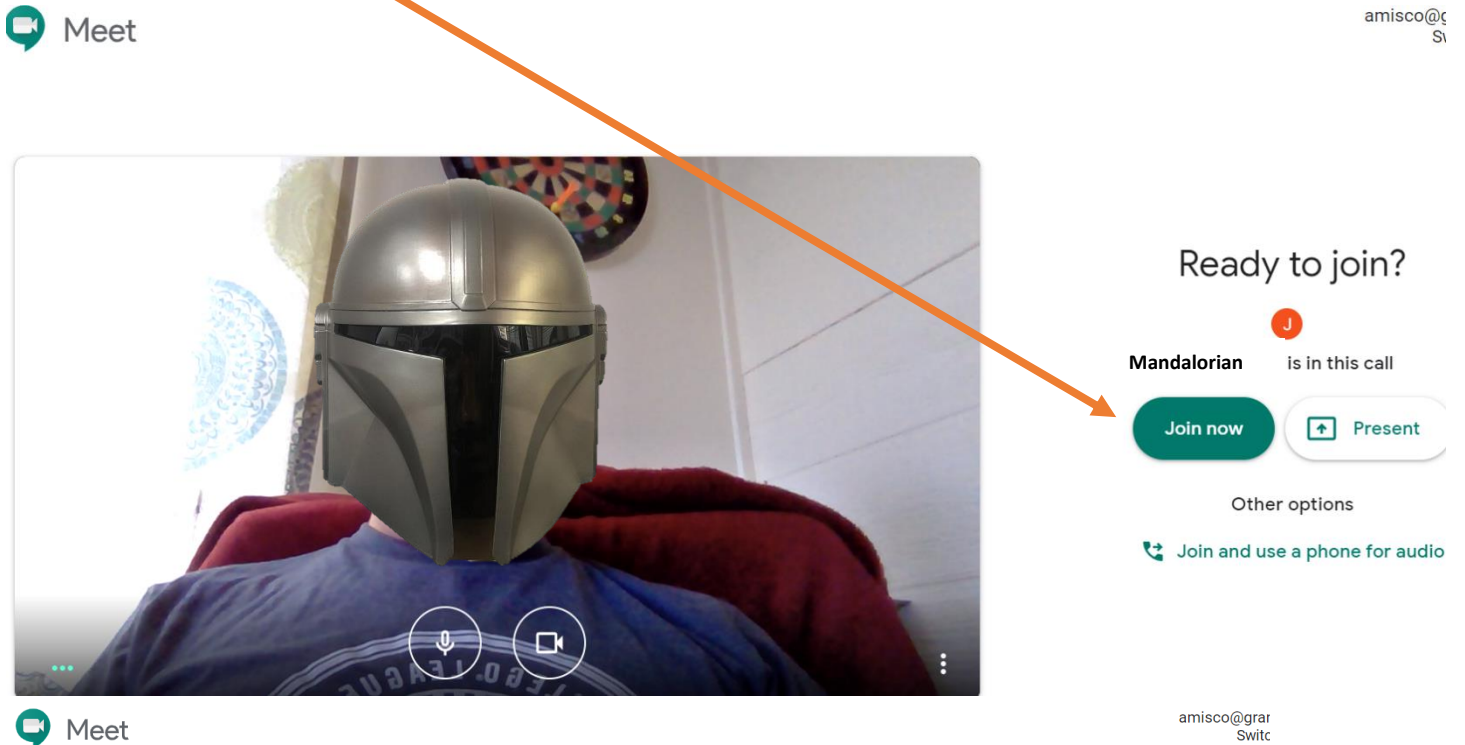 Meet
amisco@g
Sw
Ready to join?
J
Mandalorian is in this call
Join now
Present
Other options
Join and use a phone for audio
Meet
amisco@gran
Switc